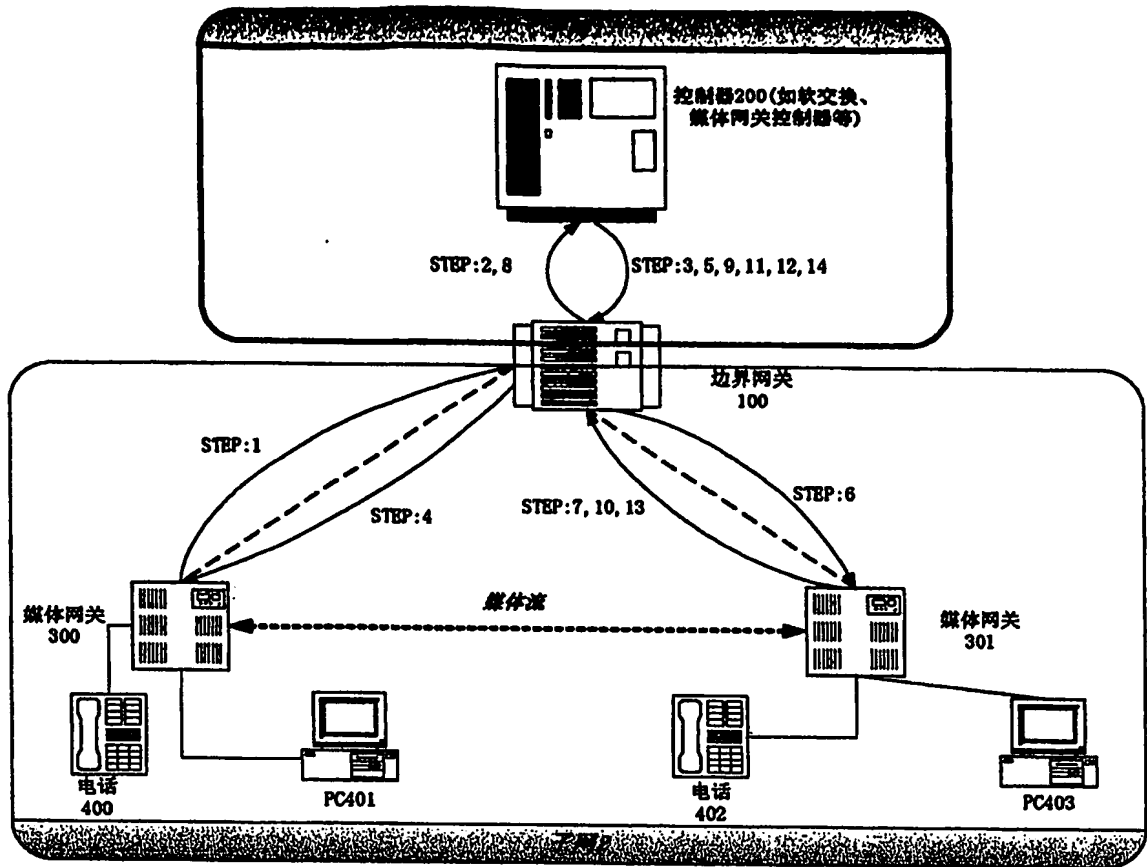 控制器200(如软交换、
媒体网关控制器等)
STEP:2,8
STEP:3,5,9,11,12,14
边界网关
100
STEP:1
STEP:4
STEP:7,10,13
STEP:6
媒体流
媒体网关
300
媒体网关
301
电话
400
PC401
电话
402
PC403